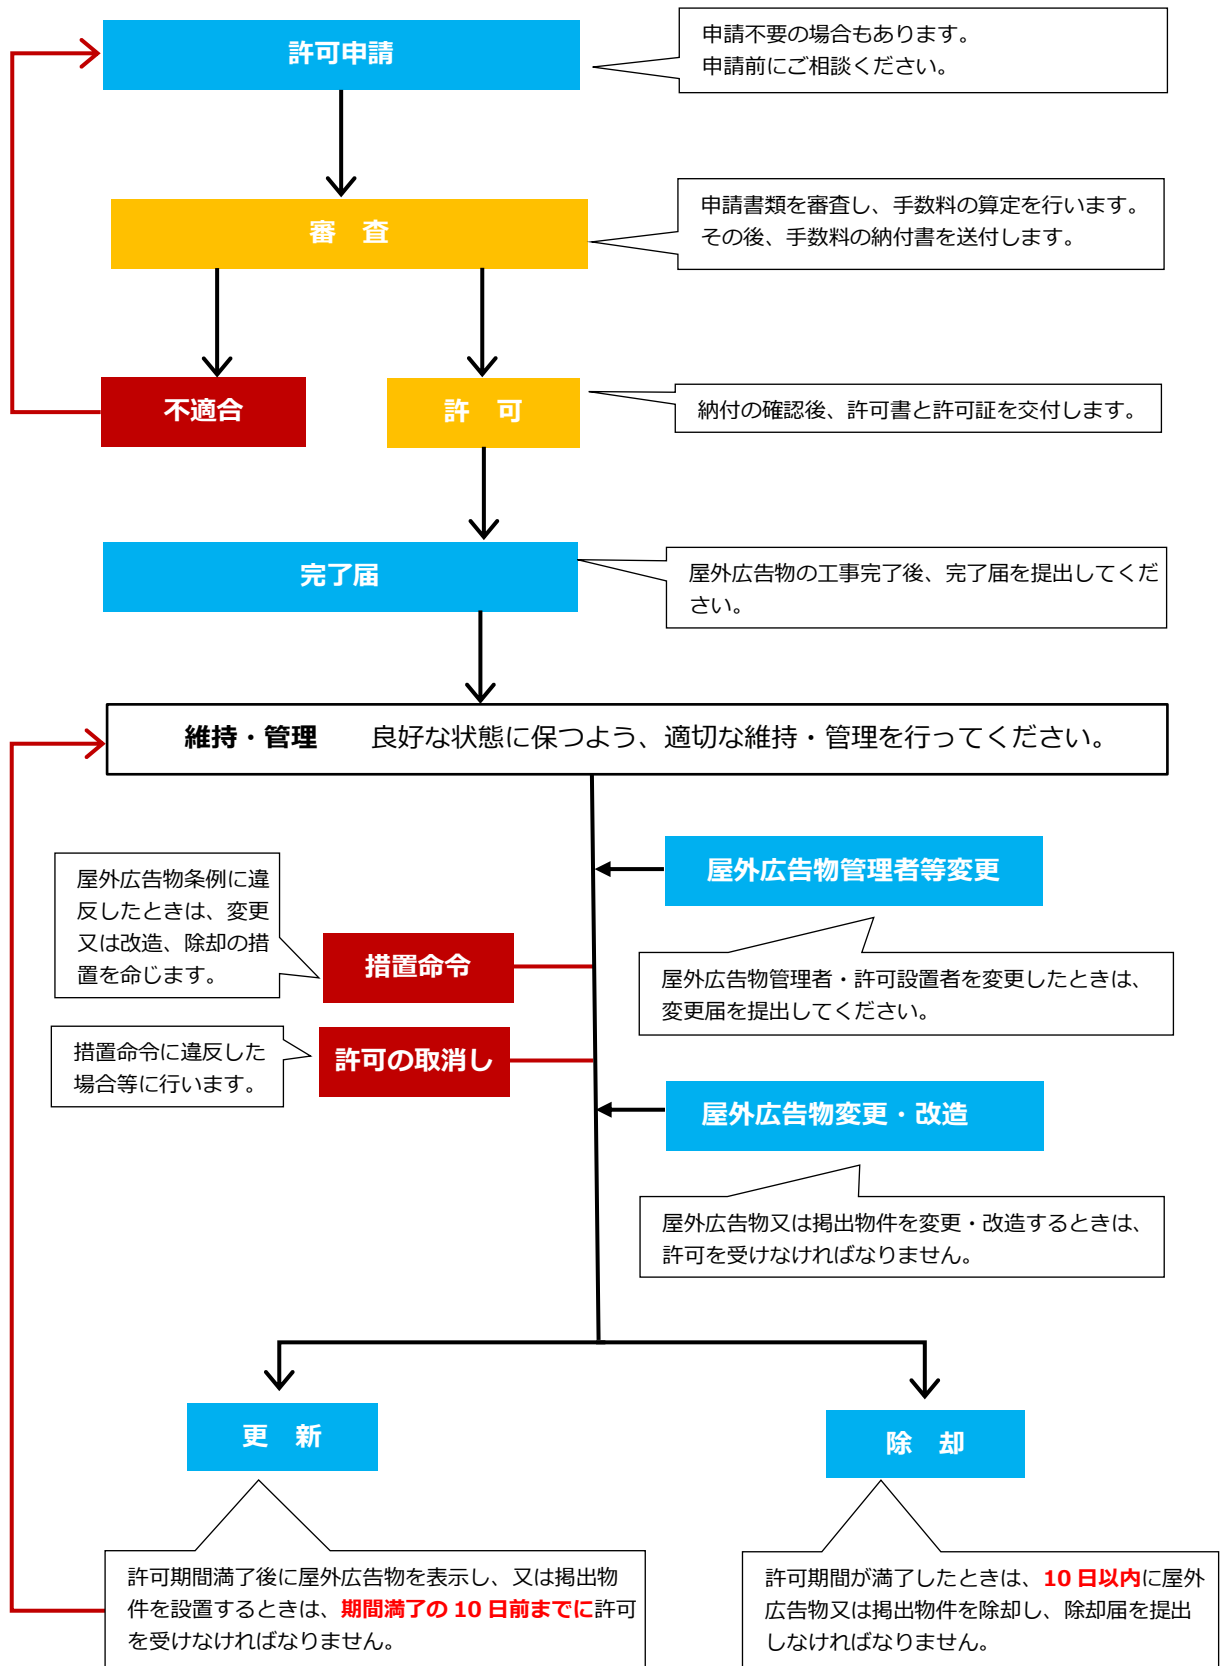 許可申請
申請不要の場合もあります。
申請前にご相談ください。
審　査
申請書類を審査し、手数料の算定を行います。
その後、手数料の納付書を送付します。
不適合
許　可
納付の確認後、許可書と許可証を交付します。
完了届
屋外広告物の工事完了後、完了届を提出してくだ
さい。
維持・管理　　良好な状態に保つよう、適切な維持・管理を行ってください。
屋外広告物管理者等変更
屋外広告物管理者・許可設置者を変更したときは、
変更届を提出してください。
屋外広告物条例に違
反したときは、変更
又は改造、除却の措
置を命じます。
措置命令
措置命令に違反した
場合等に行います。
許可の取消し
屋外広告物変更・改造
屋外広告物又は掲出物件を変更・改造するときは、
許可を受けなければなりません。
更　新
許可期間満了後に屋外広告物を表示し、又は掲出物
件を設置するときは、期間満了の 10 日前までに許可
を受けなければなりません。
除　却
許可期間が満了したときは、10 日以内に屋外
広告物又は掲出物件を除却し、除却届を提出
しなければなりません。